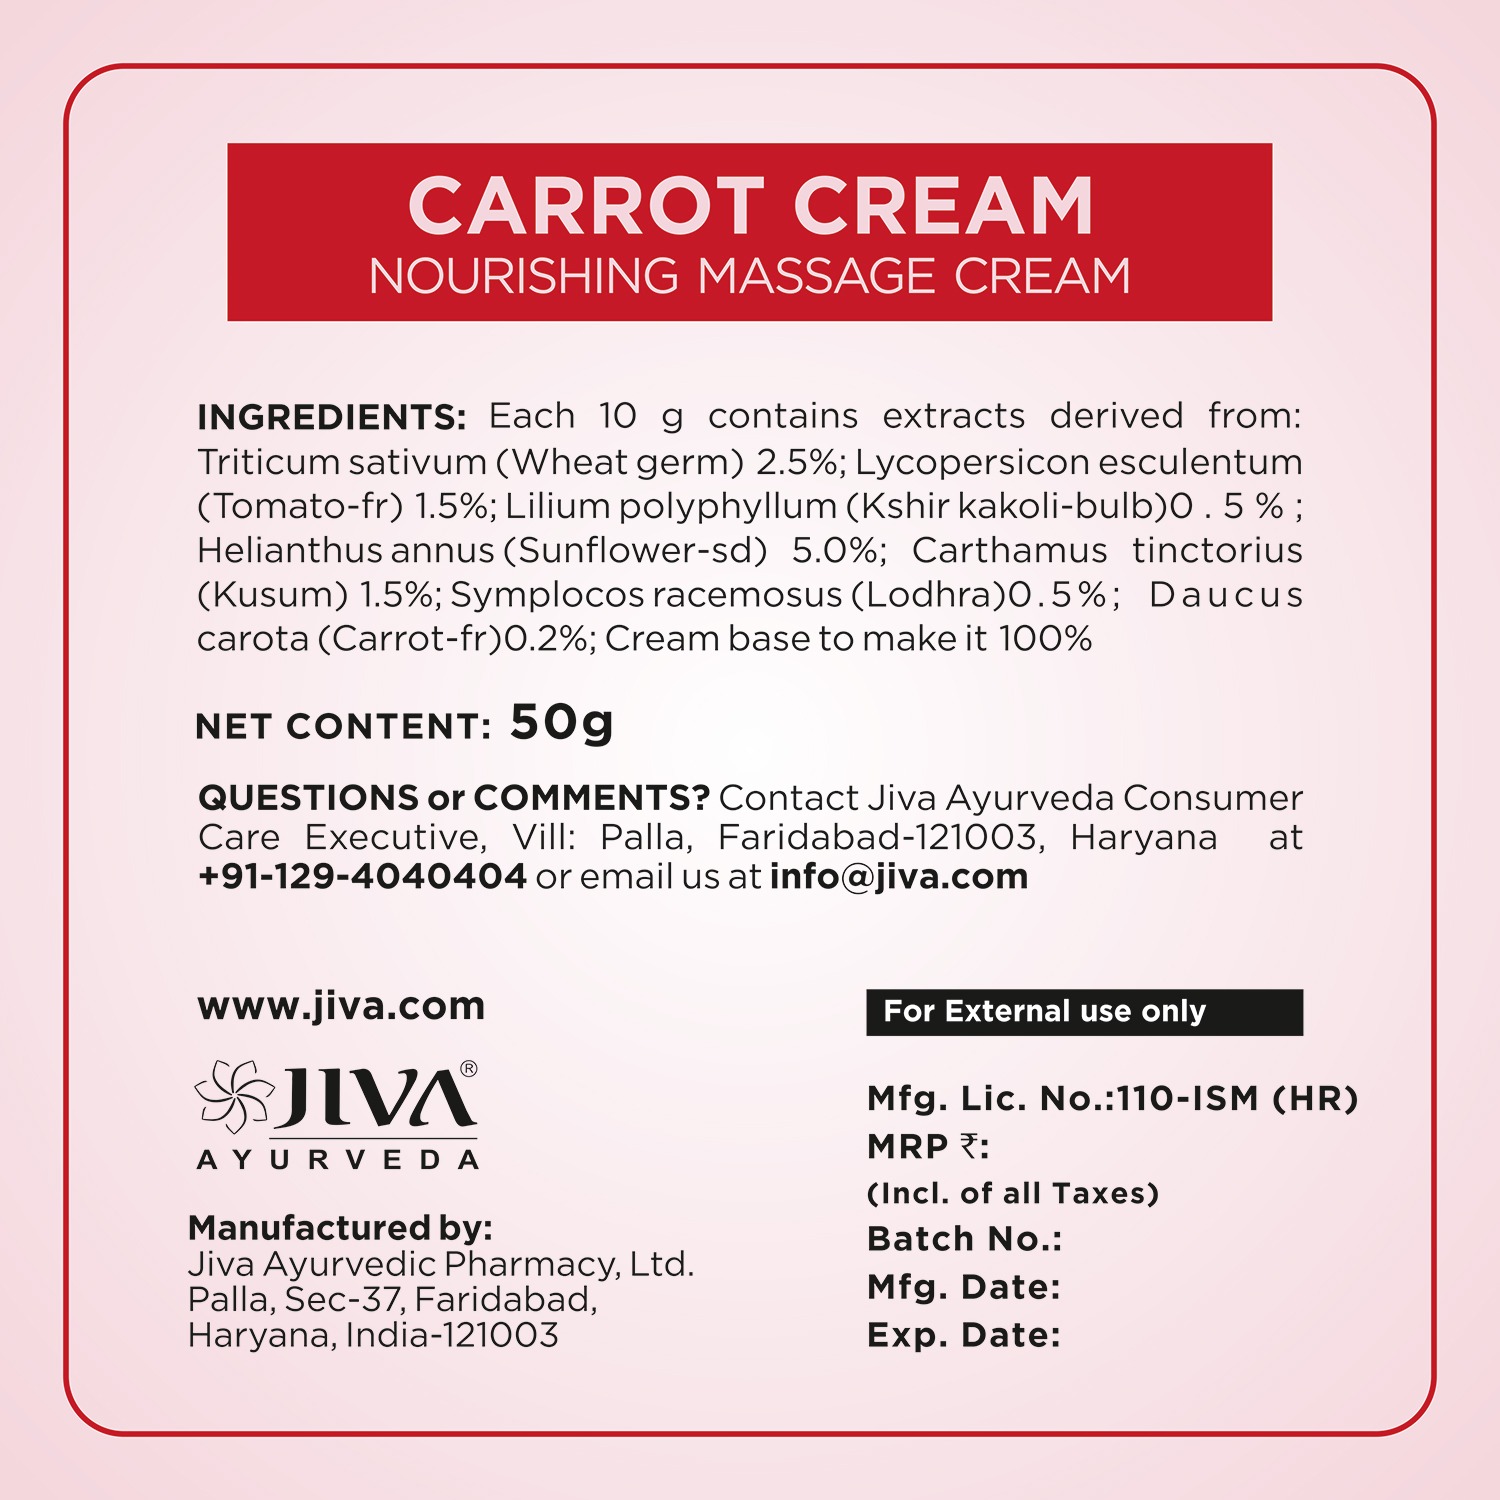 CARROT CREAM
NOURISHING MASSAGE CREAM
INGREDIENTS: Each 10 g contains extracts derived from:
Triticum sativum (Wheat germ) 2.5%; Lycopersicon esculentum
(Tomato-fr) 1.5%; Lilium polyphyllum (Kshir kakoli-bulb)0 . 5 % ;
Helianthus annus (Sunflower-sd) 5.0%; Carthamus tinctorius
(Kusum) 1.5%; Symplocos racemosus (Lodhra)0.5%; Daucus
carota (Carrot-fr)0.2%; Cream base to make it 100%
NET CONTENT: 50g
QUESTIONS or COMMENTS? Contact Jiva Ayurveda Consumer
Care Executive, Vill: Palla, Faridabad-121003, Haryana at
+91-129-4040404 or email us at info@jiva.com
www.jiva.com
JIVA®
AYURVEDA
Manufactured by:
Jiva Ayurvedic Pharmacy, Ltd.
Palla, Sec-37, Faridabad,
Haryana, India-121003
For External use only
Mfg. Lic. No.:110-ISM (HR)
MRP ₹:
(Incl. of all Taxes)
Batch No.:
Mfg. Date:
Exp. Date: